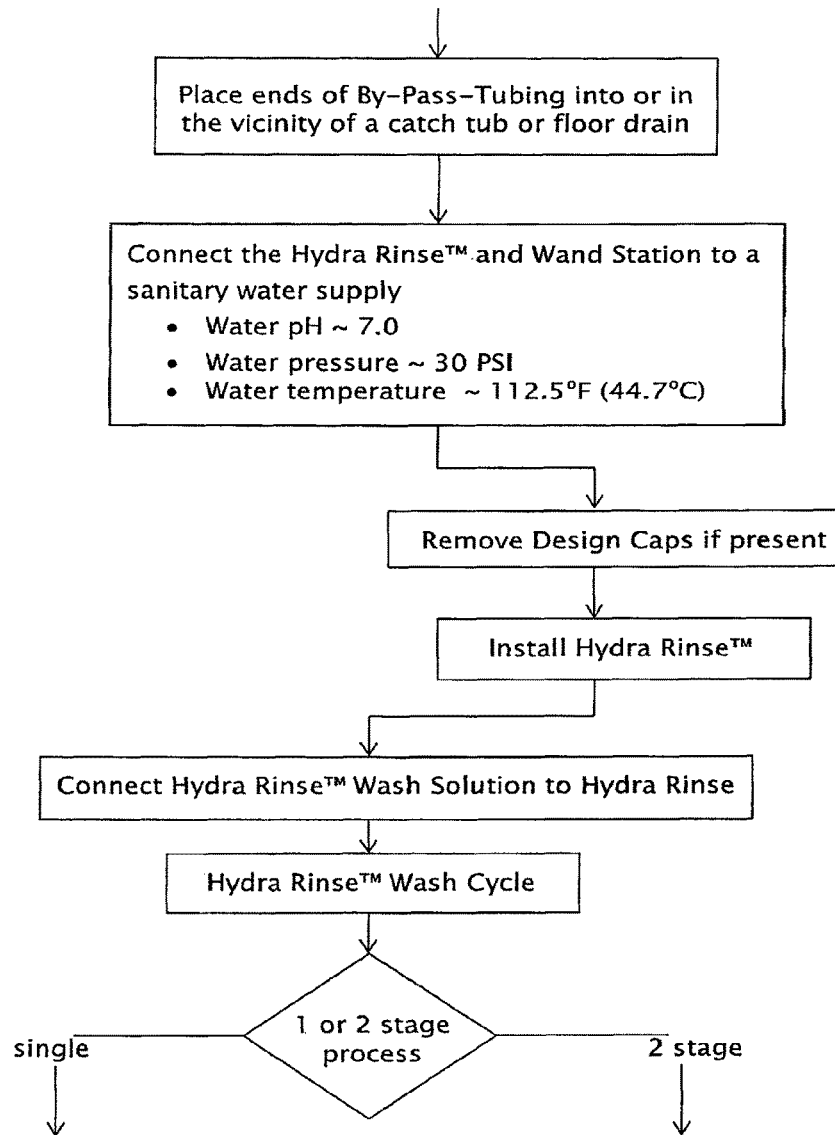 Place ends of By-Pass-Tubing into or in
the vicinity of a catch tub or floor drain
Connect the Hydra Rinse™ and Wand Station to a
sanitary water supply
• Water pH ~ 7.0
• Water pressure ~ 30 PSI
• Water temperature ~ 112.5ºF (44.7ºC)
Remove Design Caps if present
Install Hydra Rinse™
Connect Hydra Rinse™ Wash Solution to Hydra Rinse
Hydra Rinse™ Wash Cycle
1 or 2 stage
process
single
2 stage